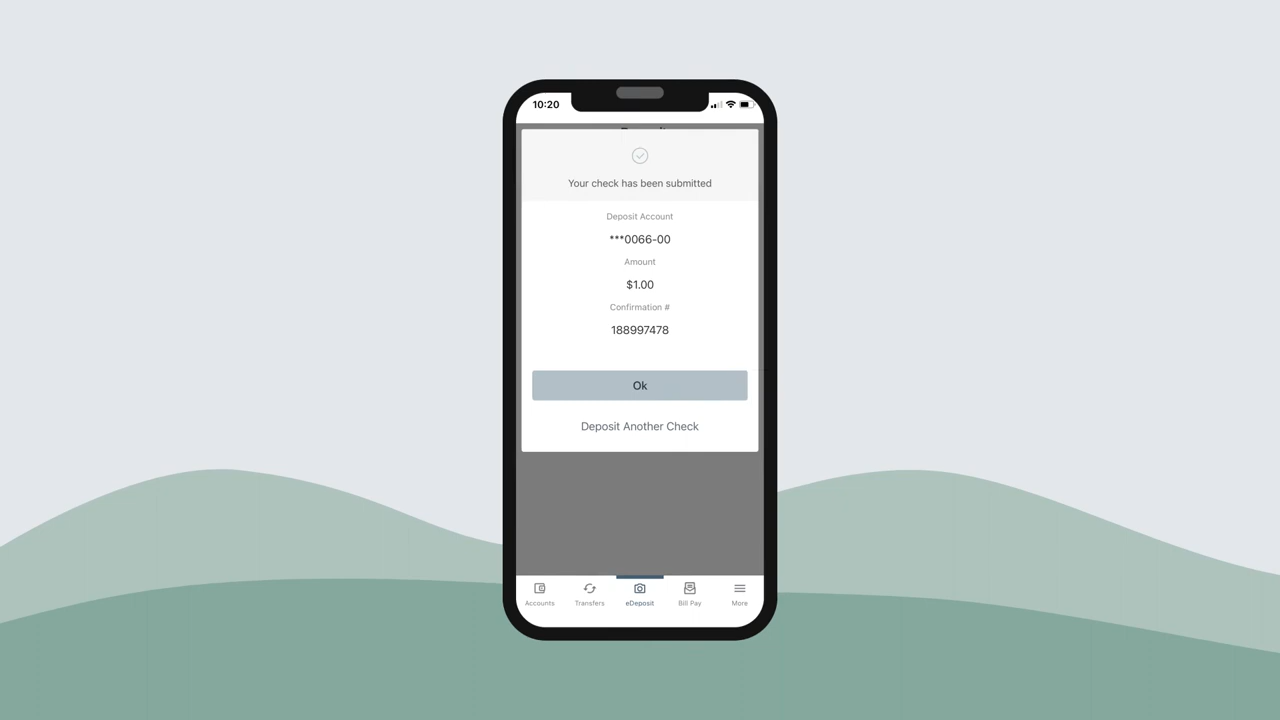 10:20
Your check has been submitted
Deposit Account
***0066-00
Amount
$1.00
Confirmation #
188997478
Ok
Deposit Another Check
Accounts Transfers eDeposit Bill Pay More